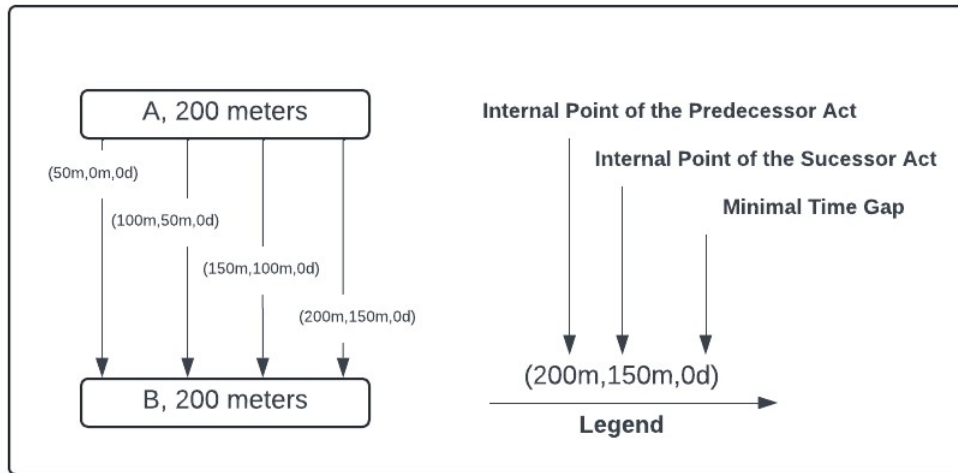 A, 200 meters
(50m,0m,0d)
(100m,50m,0d)
(150m,100m,0d)
(200m,150m,0d)
B, 200 meters
Internal Point of the Predecessor Act
Internal Point of the Sucessor Act
Minimal Time Gap
(200m,150m,0d)
Legend